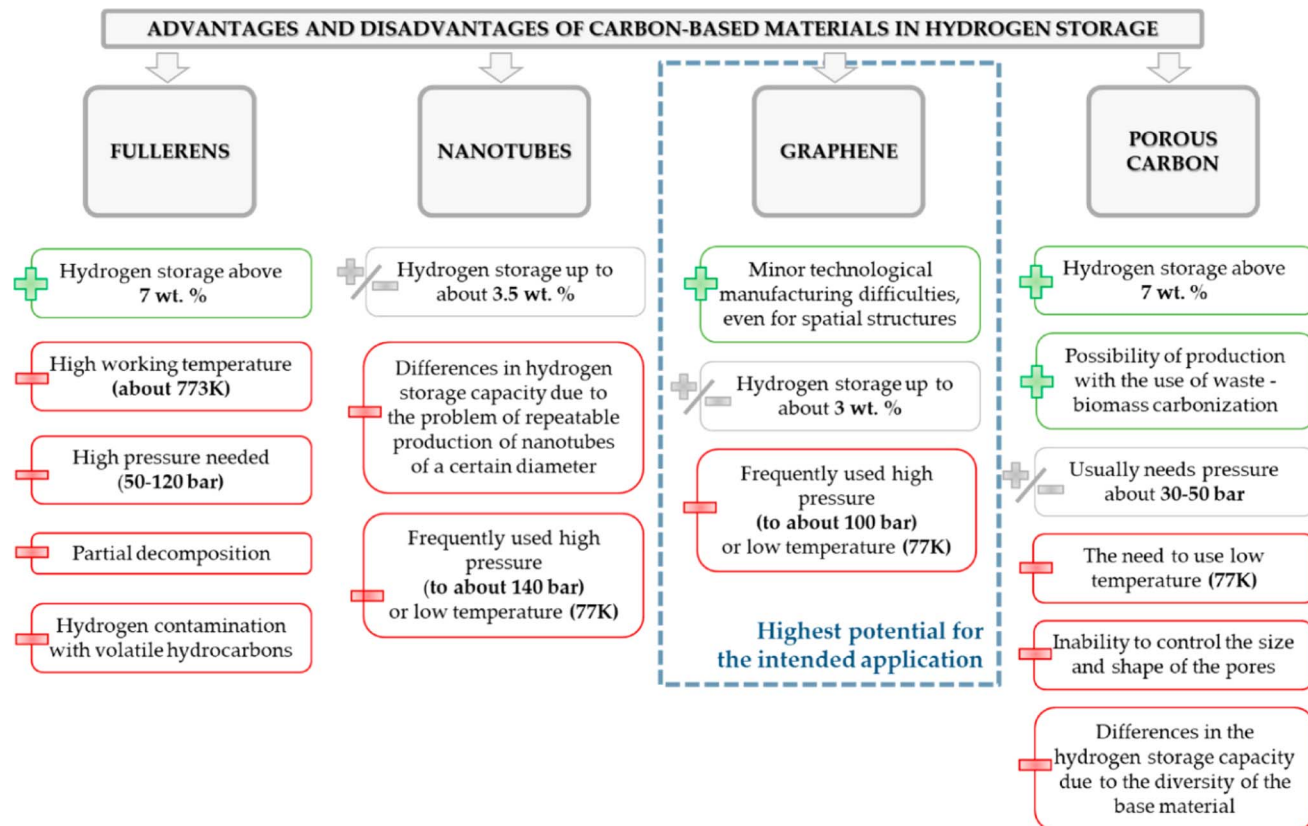 ADVANTAGES AND DISADVANTAGES OF CARBON-BASED MATERIALS IN HYDROGEN STORAGE
FULLERENS
Hydrogen storage above
7 wt. %
High working temperature
(about 773K)
High pressure needed
(50-120 bar)
Partial decomposition
Hydrogen contamination
with volatile hydrocarbons
NANOTUBES
Hydrogen storage up to
about 3.5 wt. %
Differences in hydrogen
storage capacity due to
the problem of repeatable
production of nanotubes
of a certain diameter
Frequently used high
pressure
(to about 140 bar)
or low temperature (77K)
GRAPHENE
Minor technological
manufacturing difficulties,
even for spatial structures
Hydrogen storage up to
about 3 wt. %
Frequently used high
pressure
(to about 100 bar)
or low temperature (77K)
Highest potential for
the intended application
POROUS
CARBON
Hydrogen storage above
7 wt. %
Possibility of production
with the use of waste -
biomass carbonization
Usually needs pressure
about 30-50 bar
The need to use low
temperature (77K)
Inability to control the size
and shape of the pores
Differences in the
hydrogen storage capacity
due to the diversity of the
base material